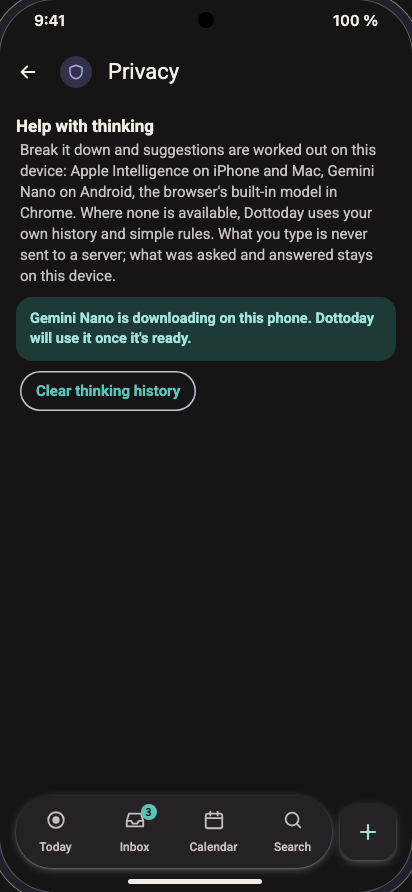 9:41
100 %
Privacy
Help with thinking
Break it down and suggestions are worked out on this
device: Apple Intelligence on iPhone and Mac, Gemini
Nano on Android, the browser's built-in model in
Chrome. Where none is available, Dottoday uses your
own history and simple rules. What you type is never
sent to a server; what was asked and answered stays
on this device.
Gemini Nano is downloading on this phone. Dottoday
will use it once it's ready.
Clear thinking history
3
Today
Inbox
Calendar
Search